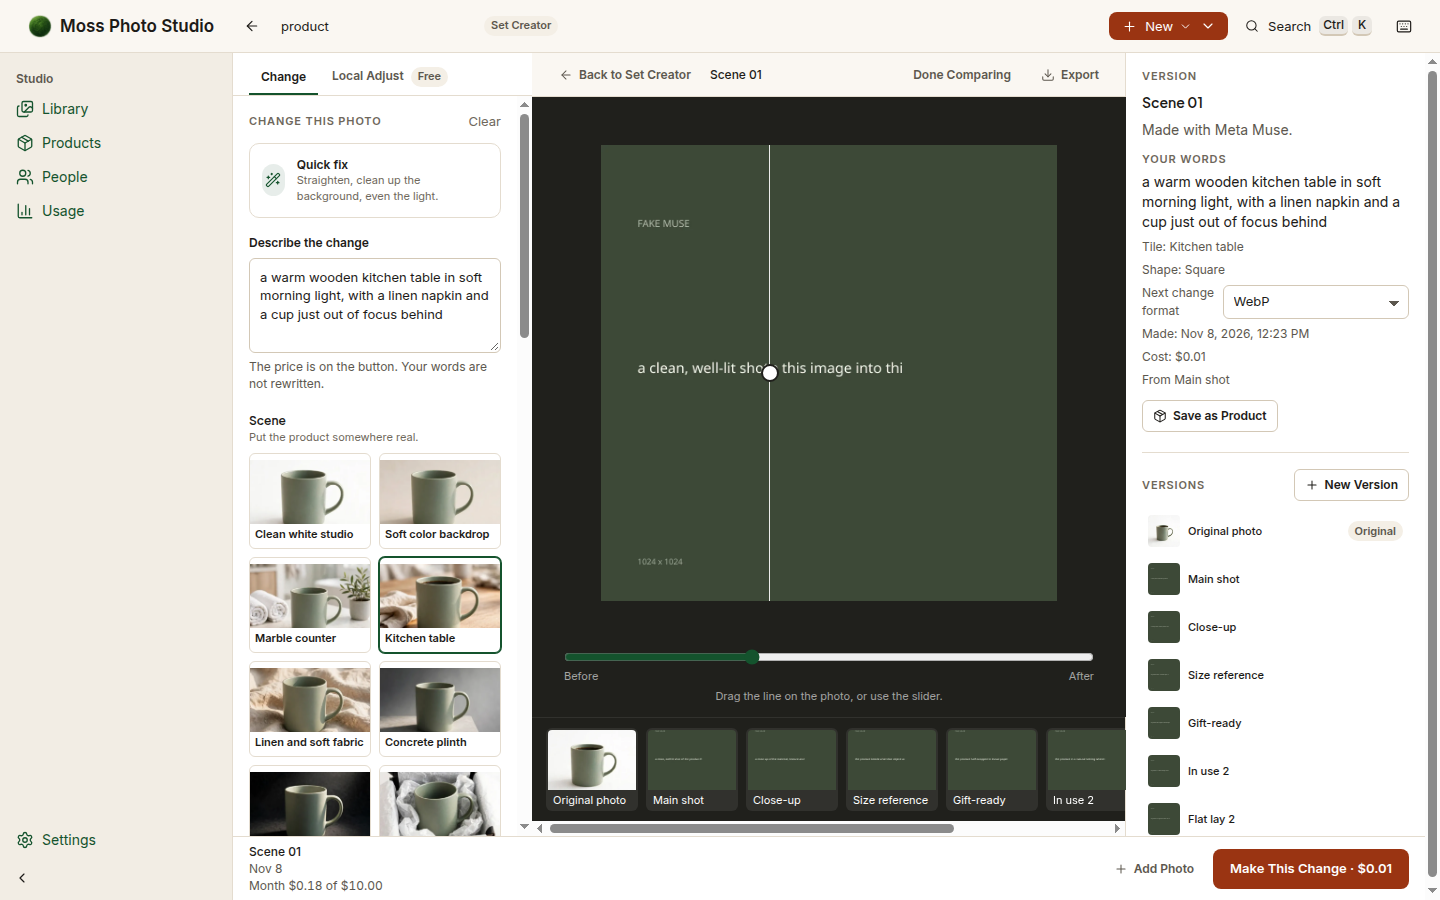 Moss Photo Studio
product
Set Creator
New
Search
Ctrl
K
Studio
Library
Products
People
Usage
Settings
Change
Local Adjust
Free
CHANGE THIS PHOTO
Clear
Quick fix
Straighten, clean up the
background, even the light.
Describe the change
a warm wooden kitchen table in soft
morning light, with a linen napkin and
a cup just out of focus behind
The price is on the button. Your words are
not rewritten.
Scene
Put the product somewhere real.
Clean white studio
Soft color backdrop
Marble counter
Kitchen table
Linen and soft fabric
Concrete plinth
Back to Set Creator
Scene 01
Done Comparing
Export
FAKE MUSE
a clean, well-lit sho
this image into thi
1024 x 1024
Before
After
Drag the line on the photo, or use the slider.
Original photo
Main shot
Close-up
Size reference
Gift-ready
In use 2
VERSION
Scene 01
Made with Meta Muse.
YOUR WORDS
a warm wooden kitchen table in soft
morning light, with a linen napkin and a
cup just out of focus behind
Tile: Kitchen table
Shape: Square
Next change
format
WebP
Made: Nov 8, 2026, 12:23 PM
Cost: $0.01
From Main shot
Save as Product
VERSIONS
New Version
Original photo
Original
Main shot
Close-up
Size reference
Gift-ready
In use 2
Flat lay 2
Scene 01
Nov 8
Month $0.18 of $10.00
Add Photo
Make This Change · $0.01